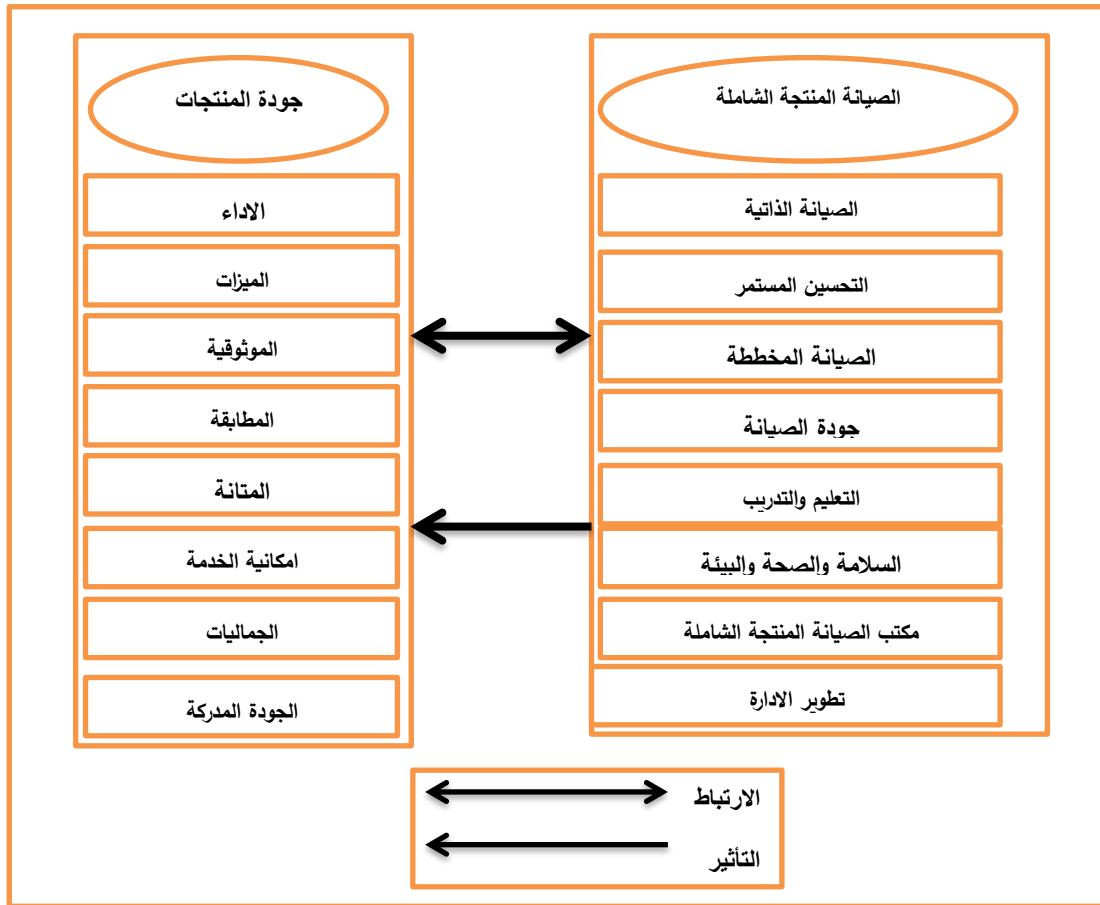 الصيانة المنتجة الشاملة
الصيانة الذاتية
التحسين المستمر
الصيانة المخططة
جودة الصيانة
التعليم والتدريب
السلامة والصحة والبيئة
مكتب الصيانة المنتجة الشاملة
تطوير الادارة
جودة المنتجات
الاداء
الميزات
الموثوقية
المطابقة
المتانة
امكانية الخدمة
الجماليات
الجودة المدركة
الارتباط
التأثير